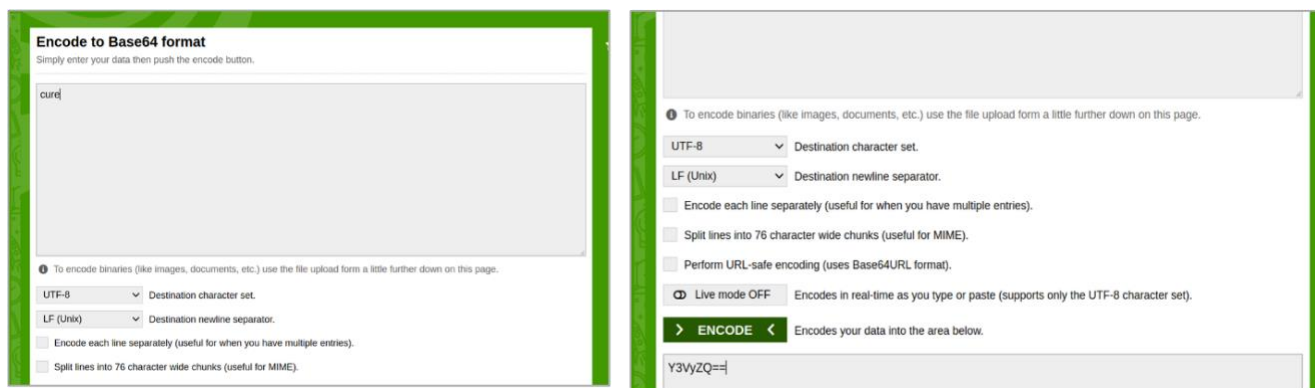 Encode to Base64 format
Simply enter your data then push the encode button.
cure
To encode binaries (like images, documents, etc.) use the file upload form a little further down on this page.
UTF-8 Destination character set.
LF (Unix) Destination newline separator.
Encode each line separately (useful for when you have multiple entries).
Split lines into 76 character wide chunks (useful for MIME).
To encode binaries (like images, documents, etc.) use the file upload form a little further down on this page.
UTF-8 Destination character set.
LF (Unix) Destination newline separator.
Encode each line separately (useful for when you have multiple entries).
Split lines into 76 character wide chunks (useful for MIME).
Perform URL-safe encoding (uses Base64URL format).
Live mode OFF Encodes in real-time as you type or paste (supports only the UTF-8 character set).
> ENCODE < Encodes your data into the area below.
Y3VyZQ==